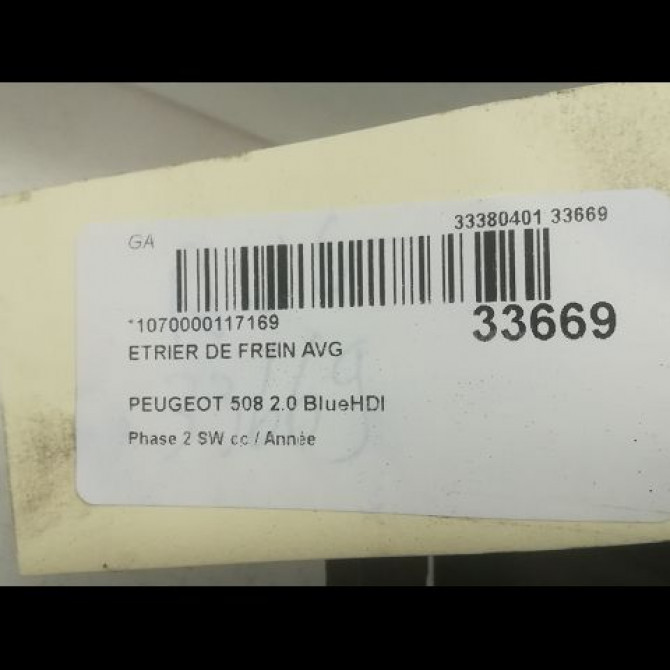 GA
33380401 33669
*1070000117169
33669
ETRIER DE FREIN AVG
PEUGEOT 508 2.0 BlueHDI
Phase 2 SW cc / Année